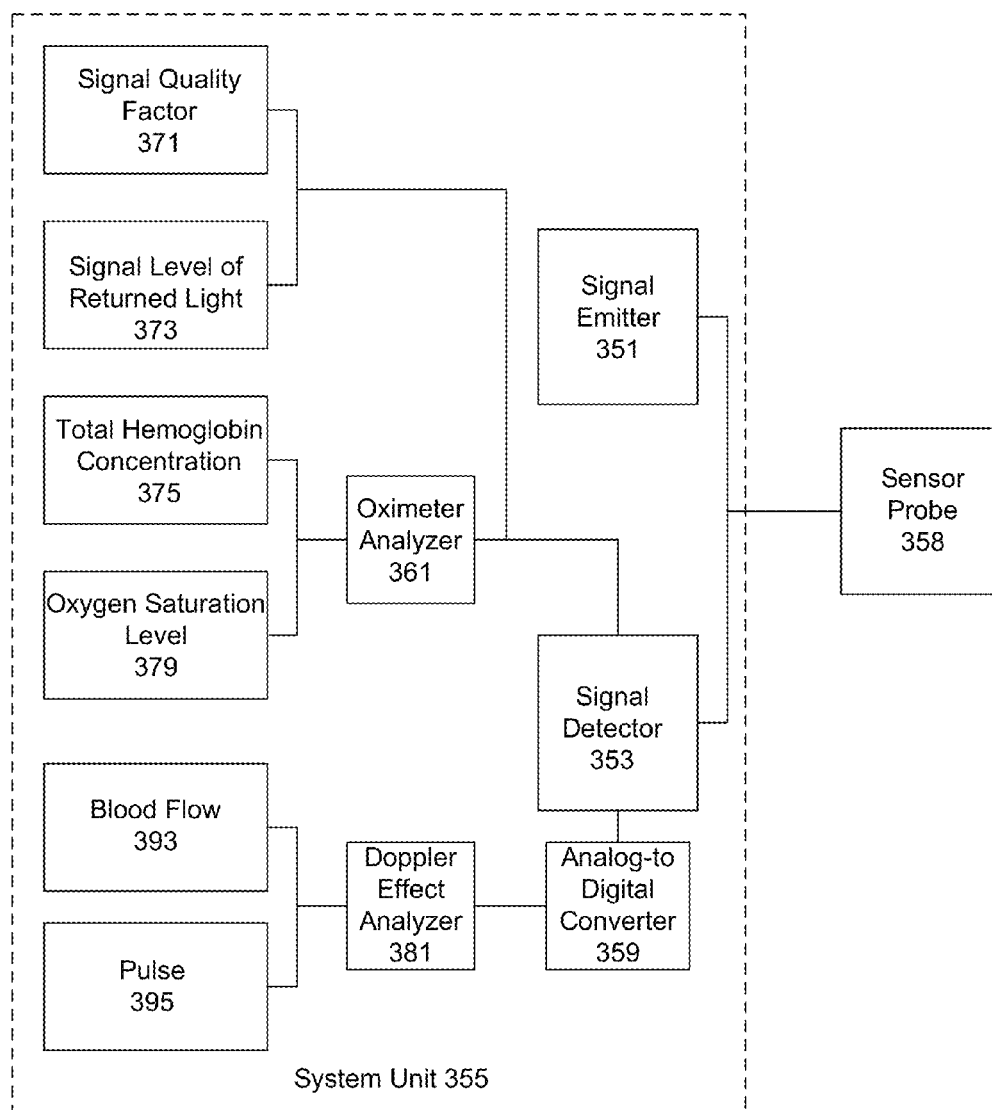 Signal Quality
Factor
371
Signal Level of
Returned Light
373
Total Hemoglobin
Concentration
375
Oxygen Saturation
Level
379
Blood Flow
393
Pulse
395
Oximeter
Analyzer
361
Doppler
Effect
Analyzer
381
Signal
Emitter
351
Signal
Detector
353
Analog-to
Digital
Converter
359
Sensor
Probe
358
System Unit 355